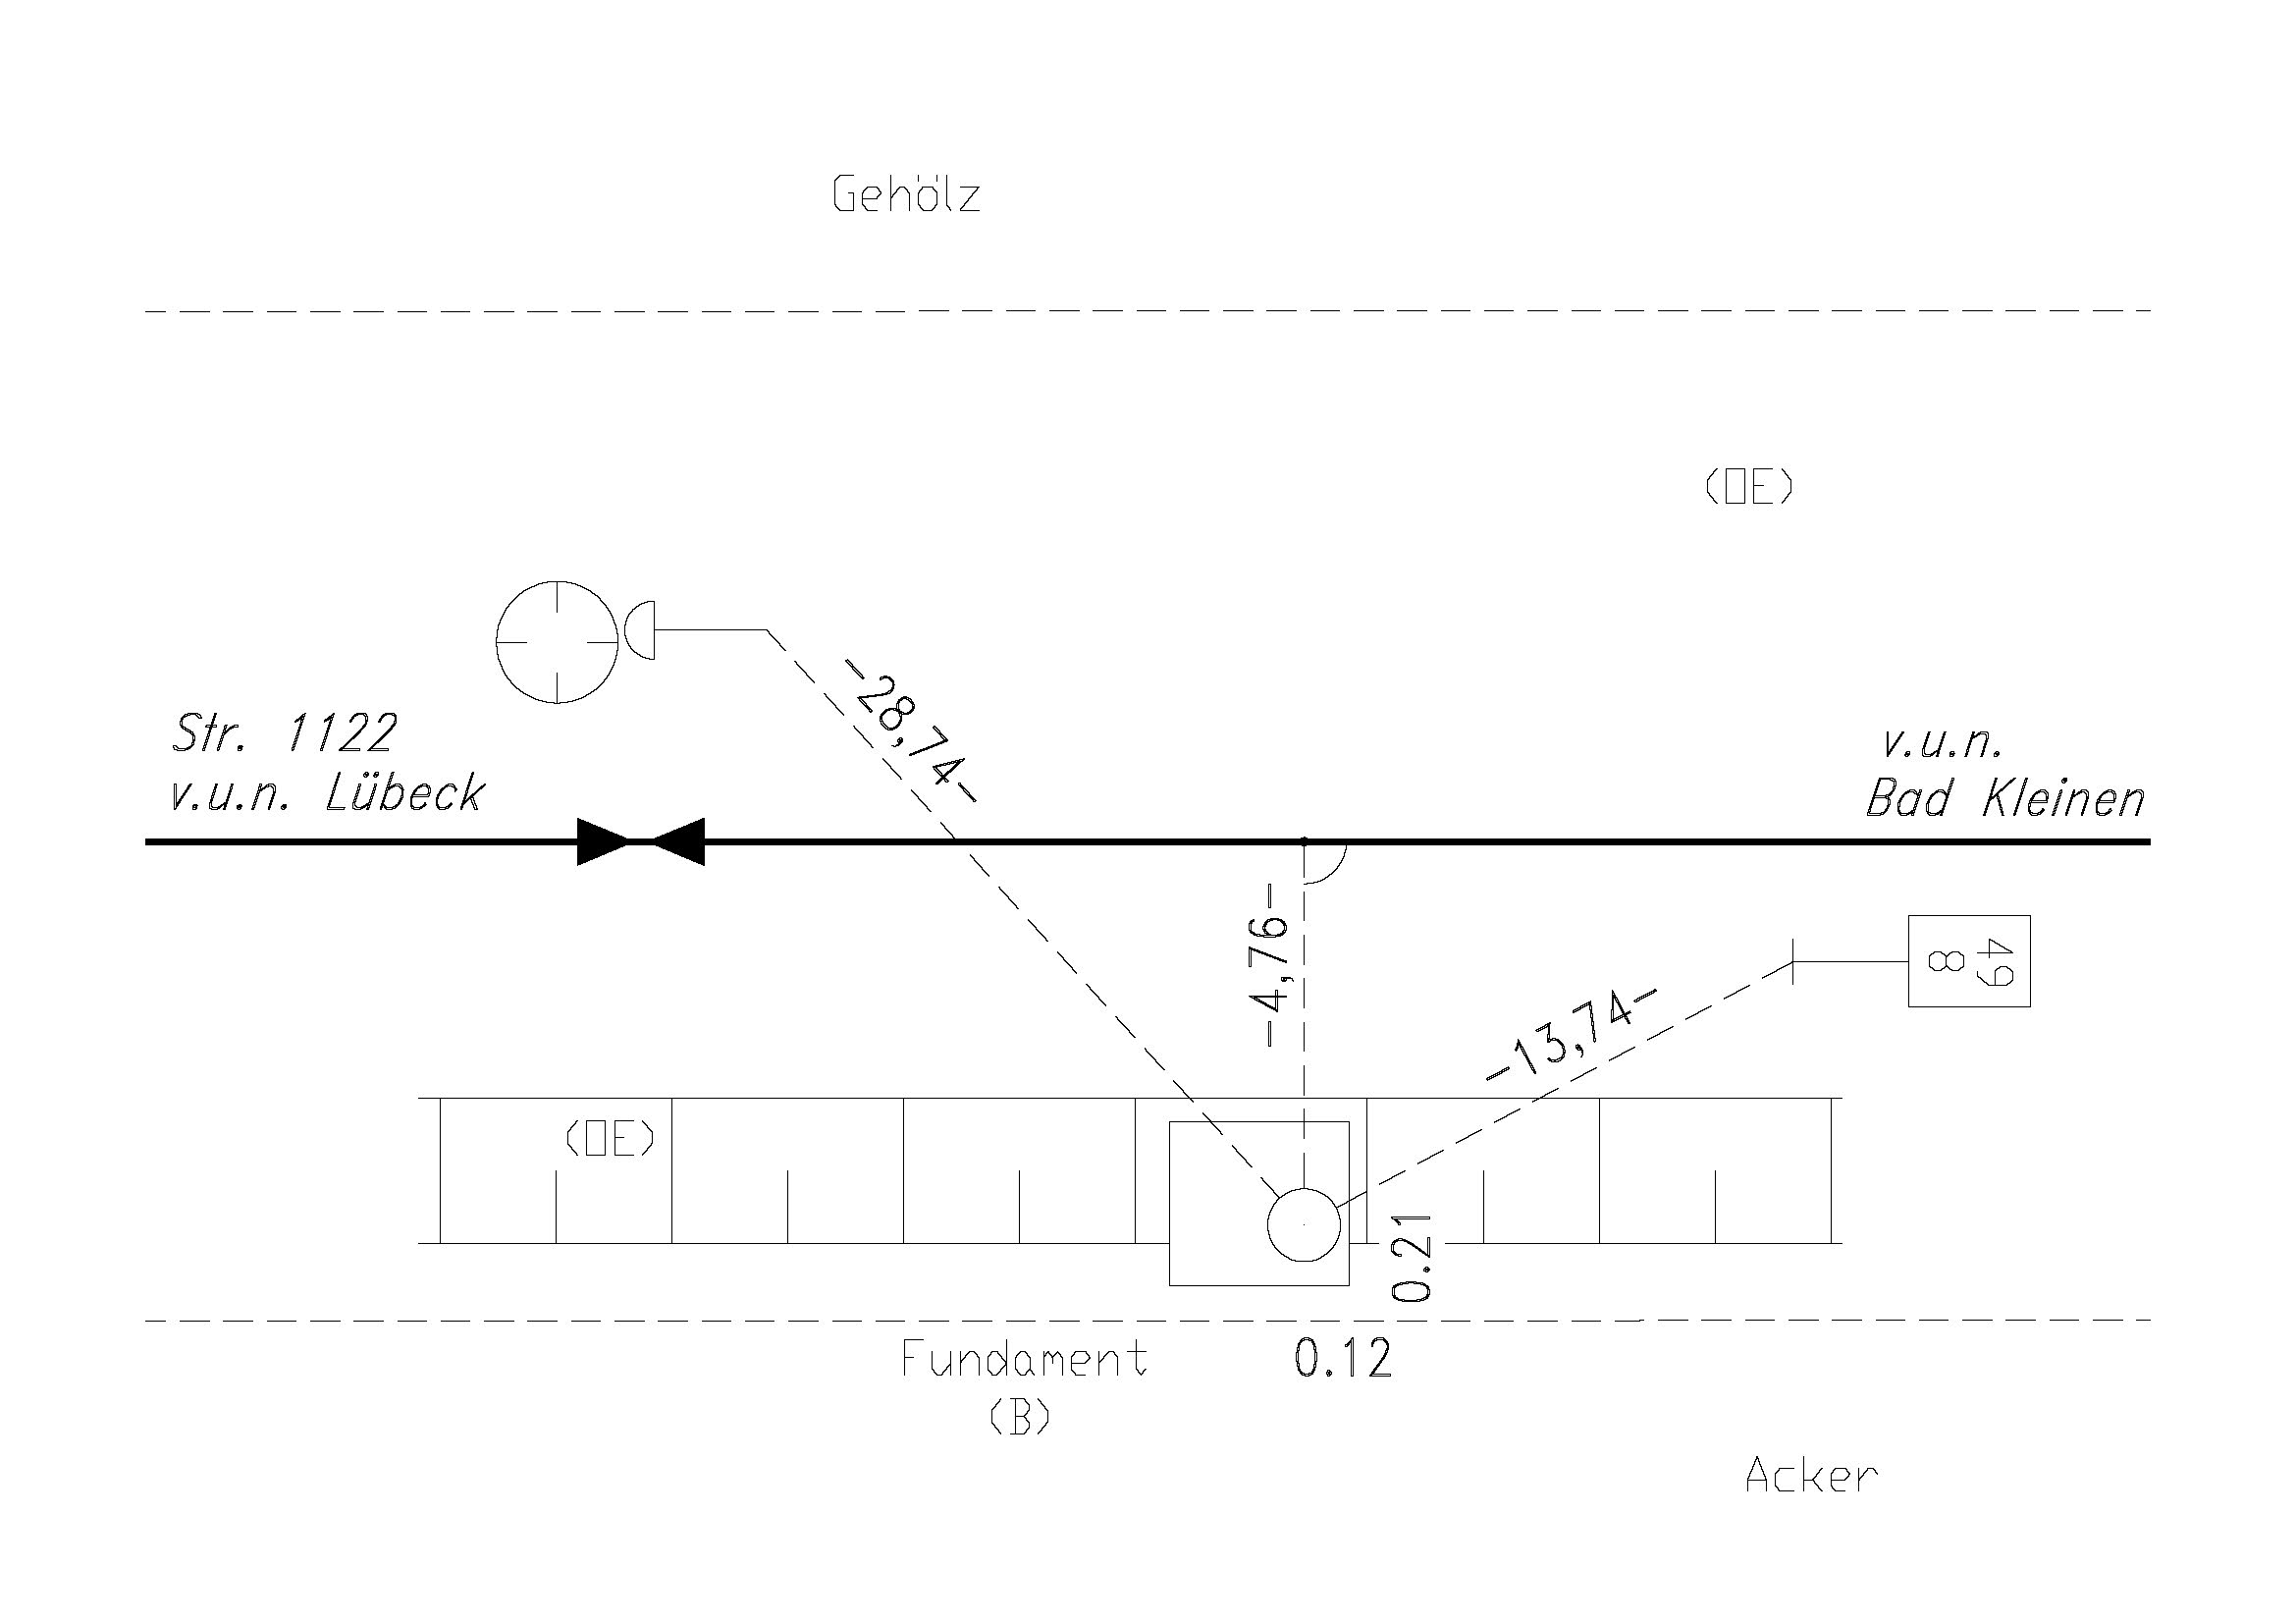 Gehölz
(OE)
-28,74-
Str. 1122
v.u.n. Lübeck
v.u.n.
Bad Kleinen
-4,76-
49
8
-13,74-
(OE)
0.21
Fundament
(B)
0.12
Acker